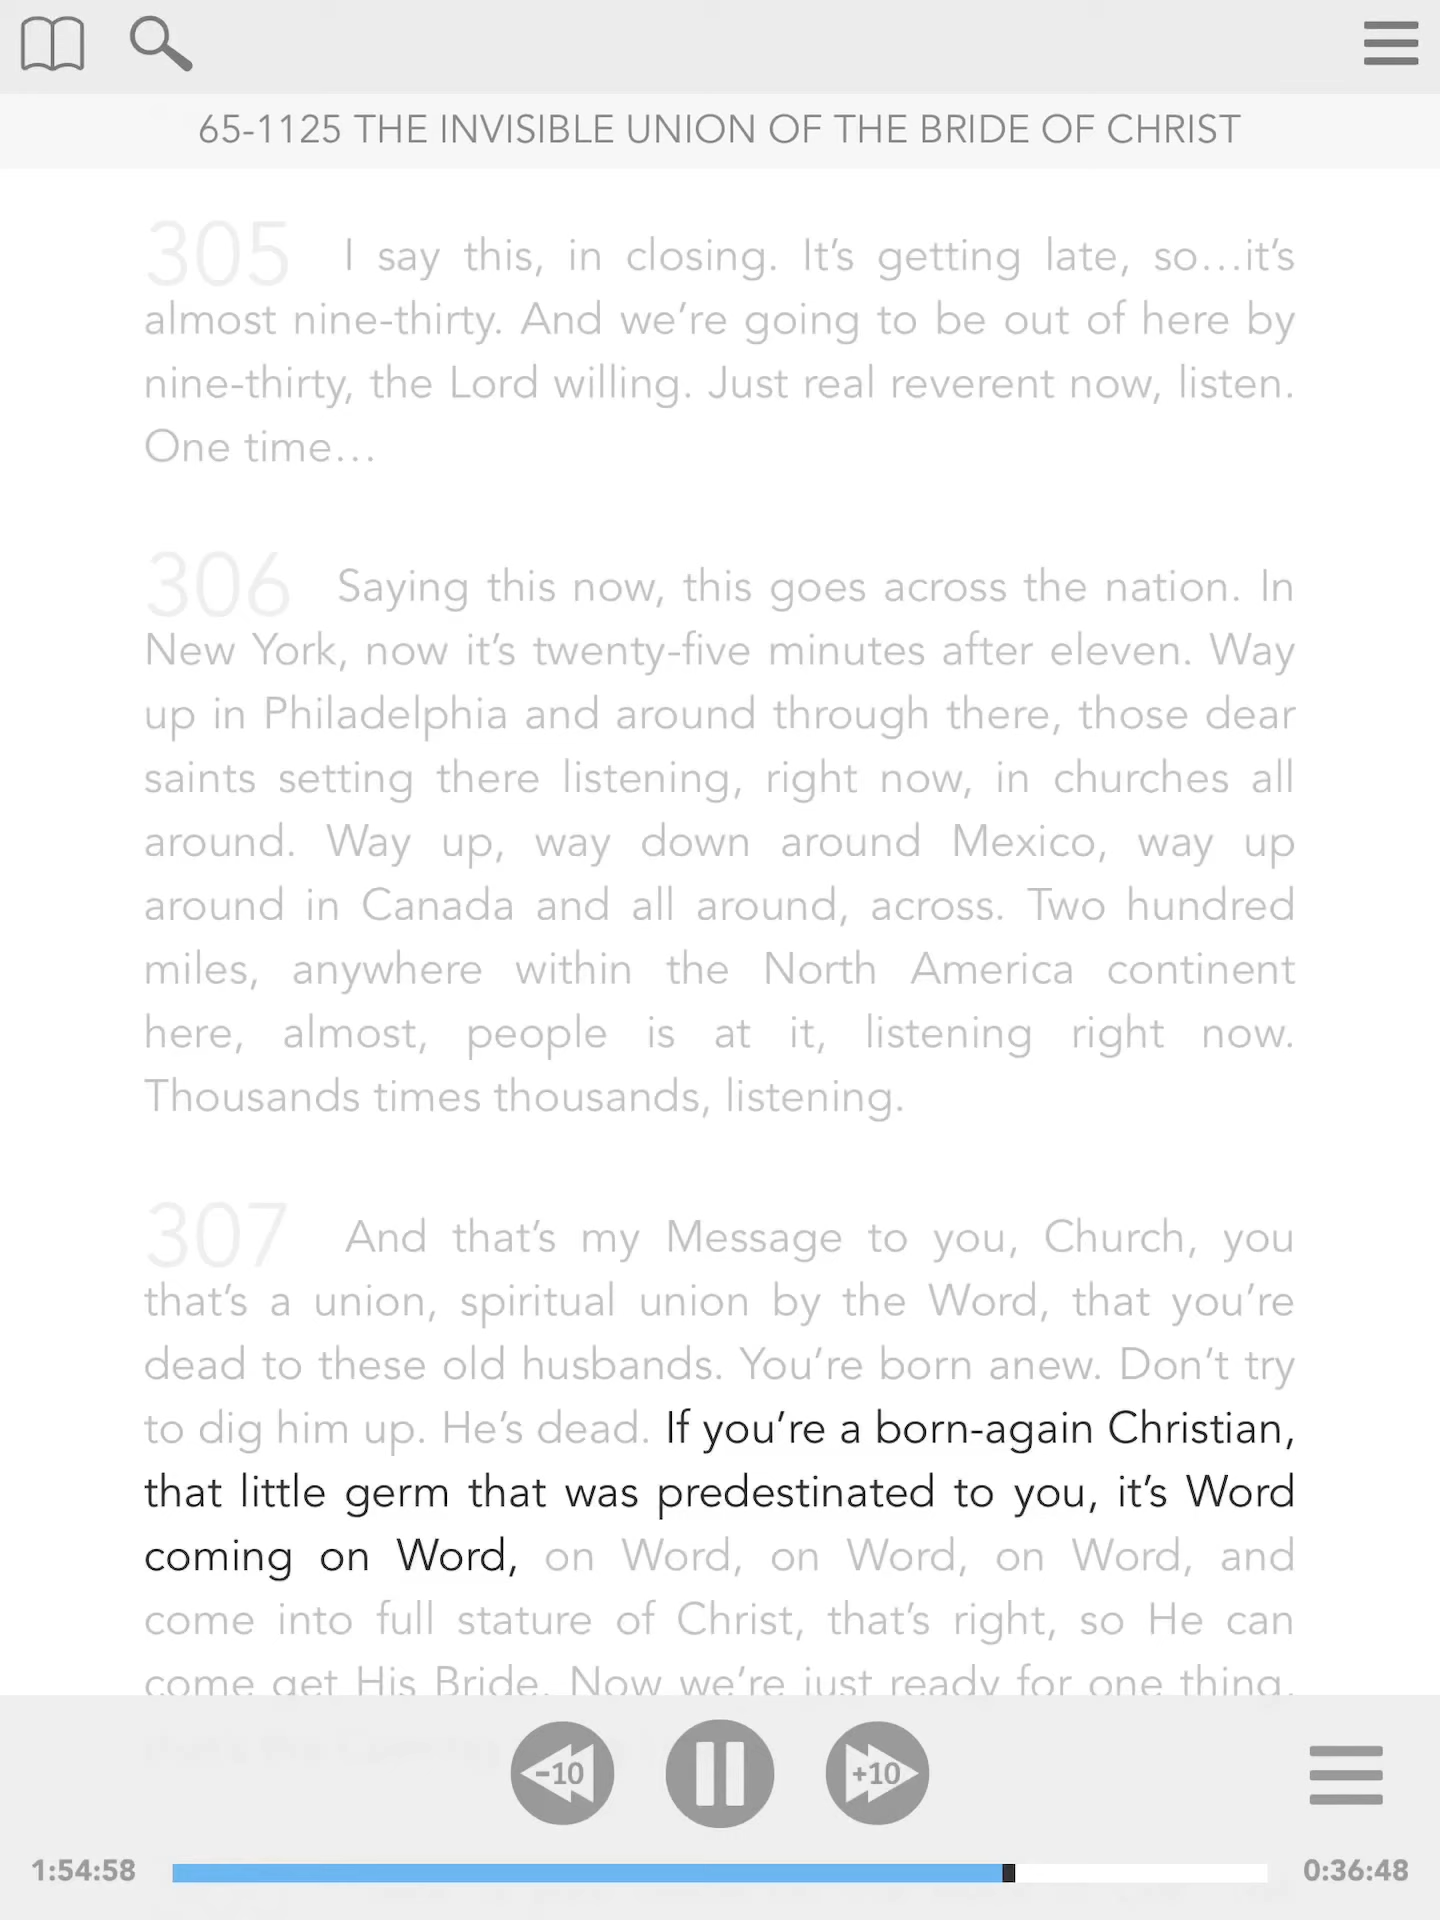 65-1125 THE INVISIBLE UNION OF THE BRIDE OF CHRIST
305 I say this, in closing. It’s getting late, so…it’s
almost nine-thirty. And we’re going to be out of here by
nine-thirty, the Lord willing. Just real reverent now, listen.
One time…
306 Saying this now, this goes across the nation. In
New York, now it’s twenty-five minutes after eleven. Way
up in Philadelphia and around through there, those dear
saints setting there listening, right now, in churches all
around. Way up, way down around Mexico, way up
around in Canada and all around, across. Two hundred
miles, anywhere within the North America continent
here, almost, people is at it, listening right now.
Thousands times thousands, listening.
307 And that’s my Message to you, Church, you
that’s a union, spiritual union by the Word, that you’re
dead to these old husbands. You’re born anew. Don’t try
to dig him up. He’s dead. If you’re a born-again Christian,
that little germ that was predestinated to you, it’s Word
coming on Word, on Word, on Word, on Word, and
come into full stature of Christ, that’s right, so He can
come get His Bride. Now we’re just ready for one thing,
-10 +10
1:54:58 0:36:48